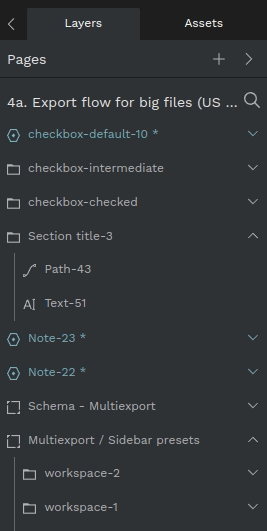 Layers
Assets
Pages
4a. Export flow for big files (US ...
checkbox-default-10 *
checkbox-intermediate
checkbox-checked
Section title-3
Path-43
Text-51
Note-23 *
Note-22 *
Schema - Multiexport
Multiexport / Sidebar presets
workspace-2
workspace-1